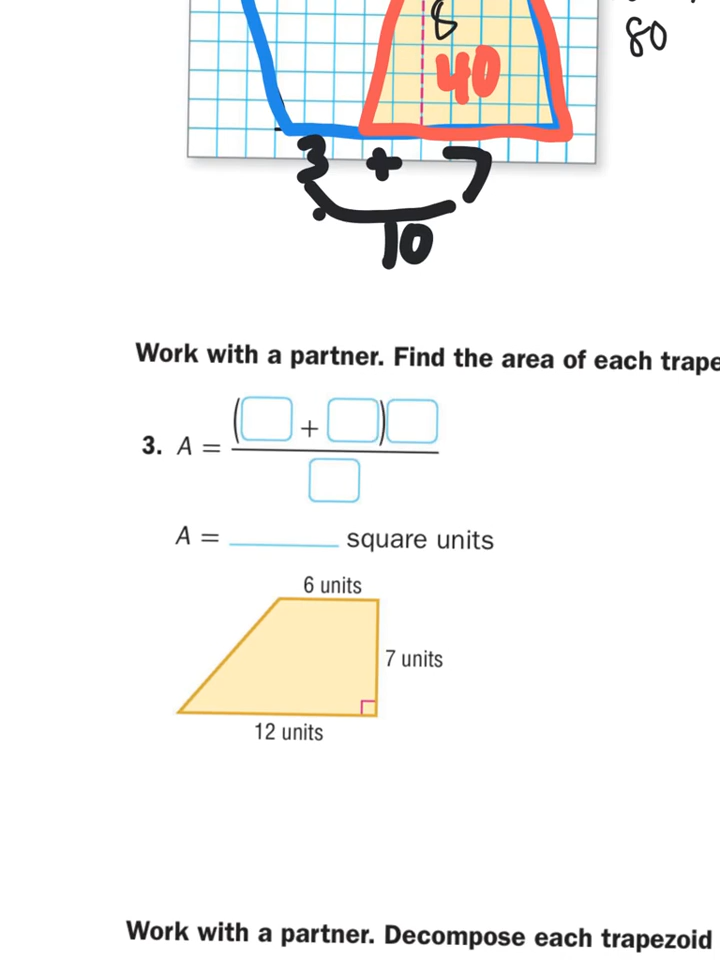 8
80
40
3 + 7
10
Work with a partner. Find the area of each
3. A = ( + )
A = square units
6 units
7 units
12 units
Work with a partner. Decompose each trapezoid